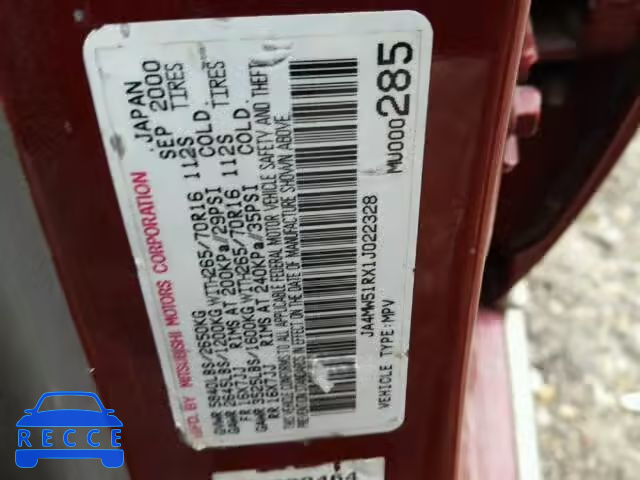 MFD. BY MITSUBISHI MOTORS CORPORATION JAPAN
SEP 2000
GVWR 5840LBS/2650KG TIRES
GAWR 2645LBS/1200KG WITH 265/70R16 112S TIRES
FR 16X7JJ RIMS AT 200KPa/29PSI COLD.
GAWR 3525LBS/1600KG WITH 265/70R16 112S
RR 16X7JJ RIMS AT 240KPa/35PSI COLD.
THIS VEHICLE CONFORMS TO ALL APPLICABLE FEDERAL MOTOR VEHICLE SAFETY AND THEFT
PREVENTION STANDARDS IN EFFECT ON THE DATE OF MANUFACTURE SHOWN ABOVE.
JA4MW51RX1J022328
VEHICLE TYPE:MPV
MU000285
RECCE